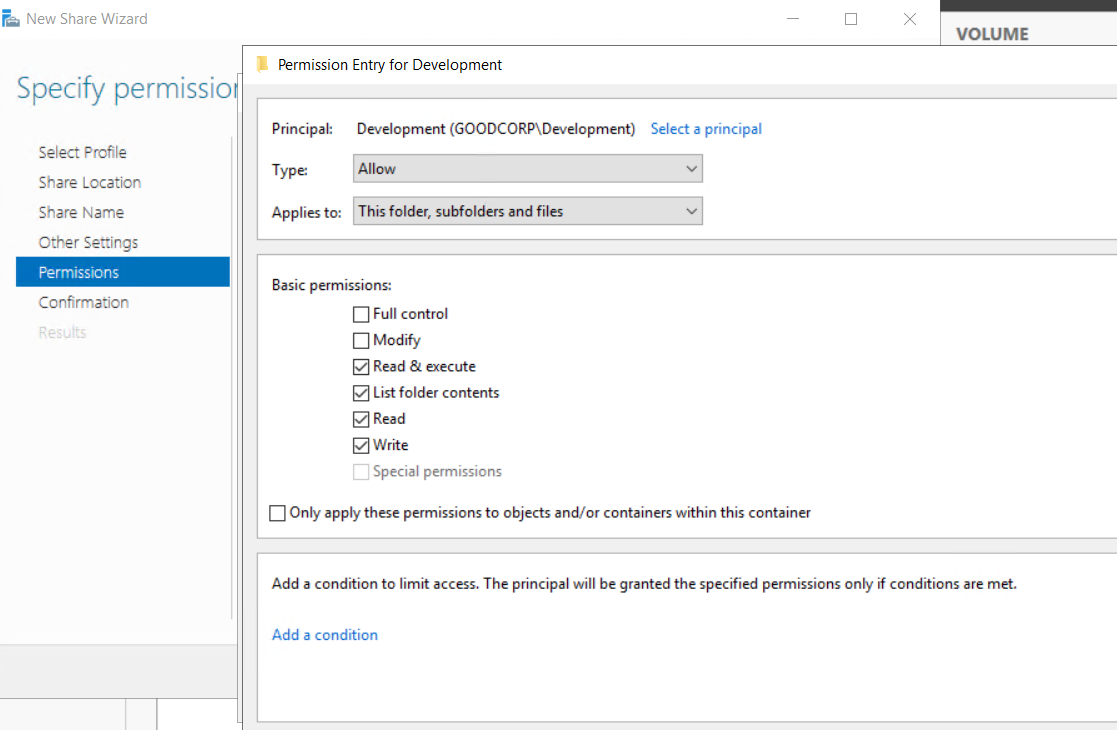 New Share Wizard
VOLUME
Specify permission
Select Profile
Share Location
Share Name
Other Settings
Permissions
Confirmation
Results
Permission Entry for Development
Principal: Development (GOODCORP\Development) Select a principal
Type: Allow
Applies to: This folder, subfolders and files
Basic permissions:
Full control
Modify
Read & execute
List folder contents
Read
Write
Special permissions
Only apply these permissions to objects and/or containers within this container
Add a condition to limit access. The principal will be granted the specified permissions only if conditions are met.
Add a condition